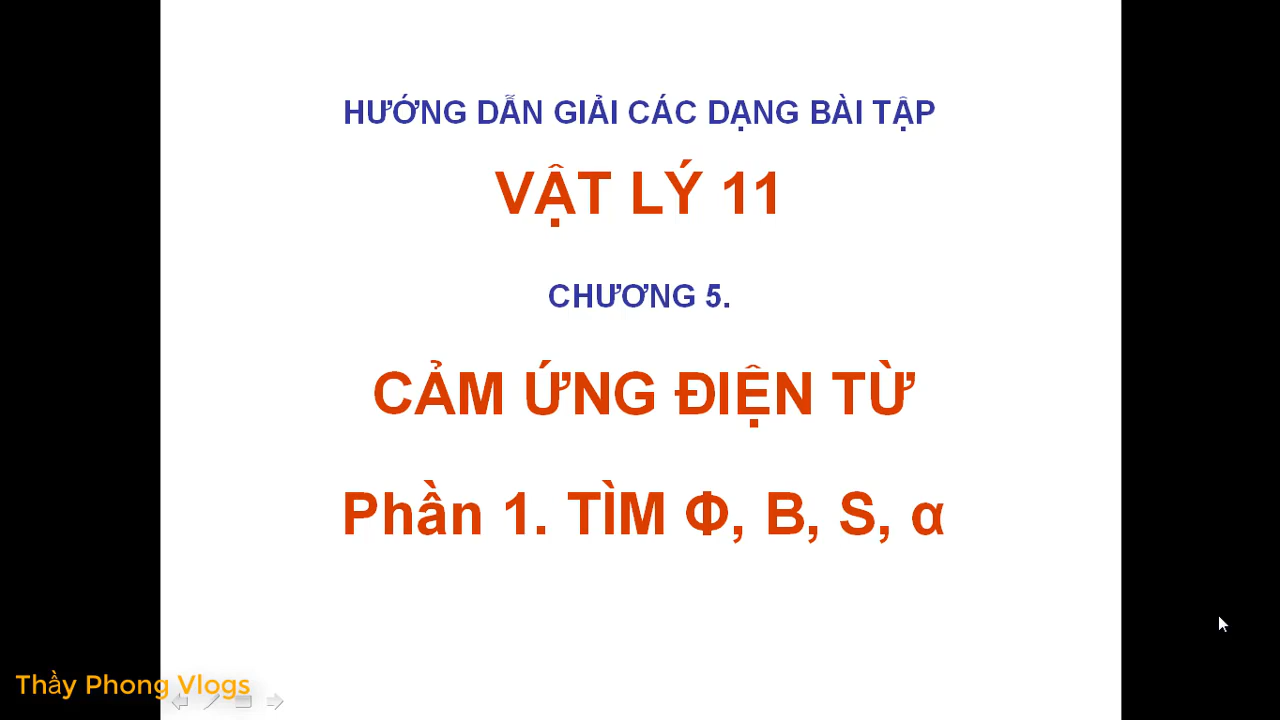 HƯỚNG DẪN GIẢI CÁC DẠNG BÀI TẬP
VẬT LÝ 11
CHƯƠNG 5.
CẢM ỨNG ĐIỆN TỪ
Phần 1. TÌM Φ, B, S, α
Thầy Phong Vlogs